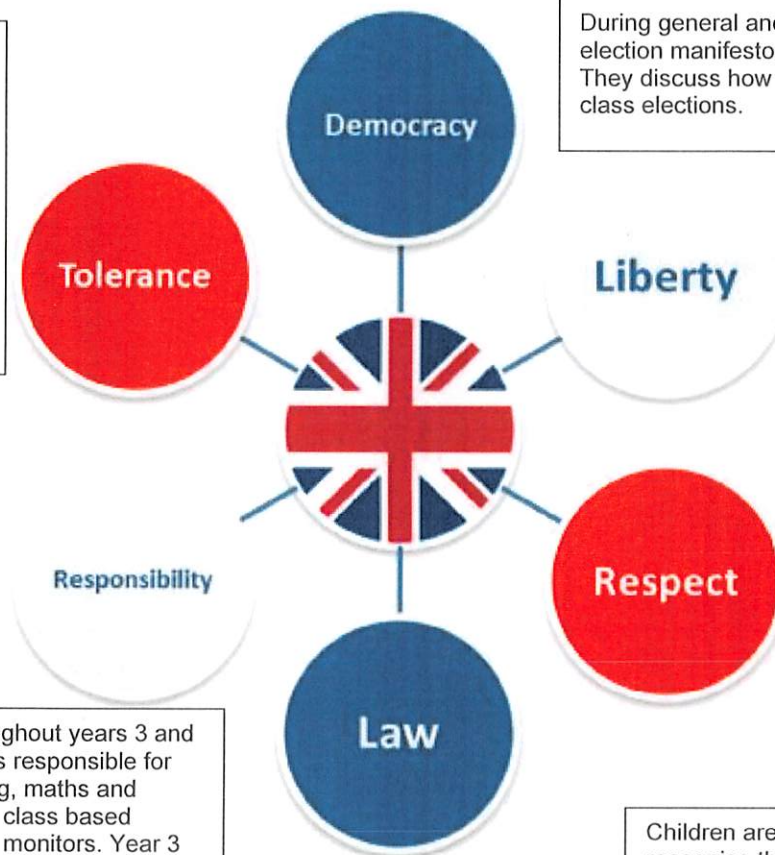 During general and
election manifesto
They discuss how
class elections.
Democracy
Tolerance
Liberty
Responsibility
Respect
Law
ghout years 3 and
s responsible for
g, maths and
class based
monitors. Year 3
Children are